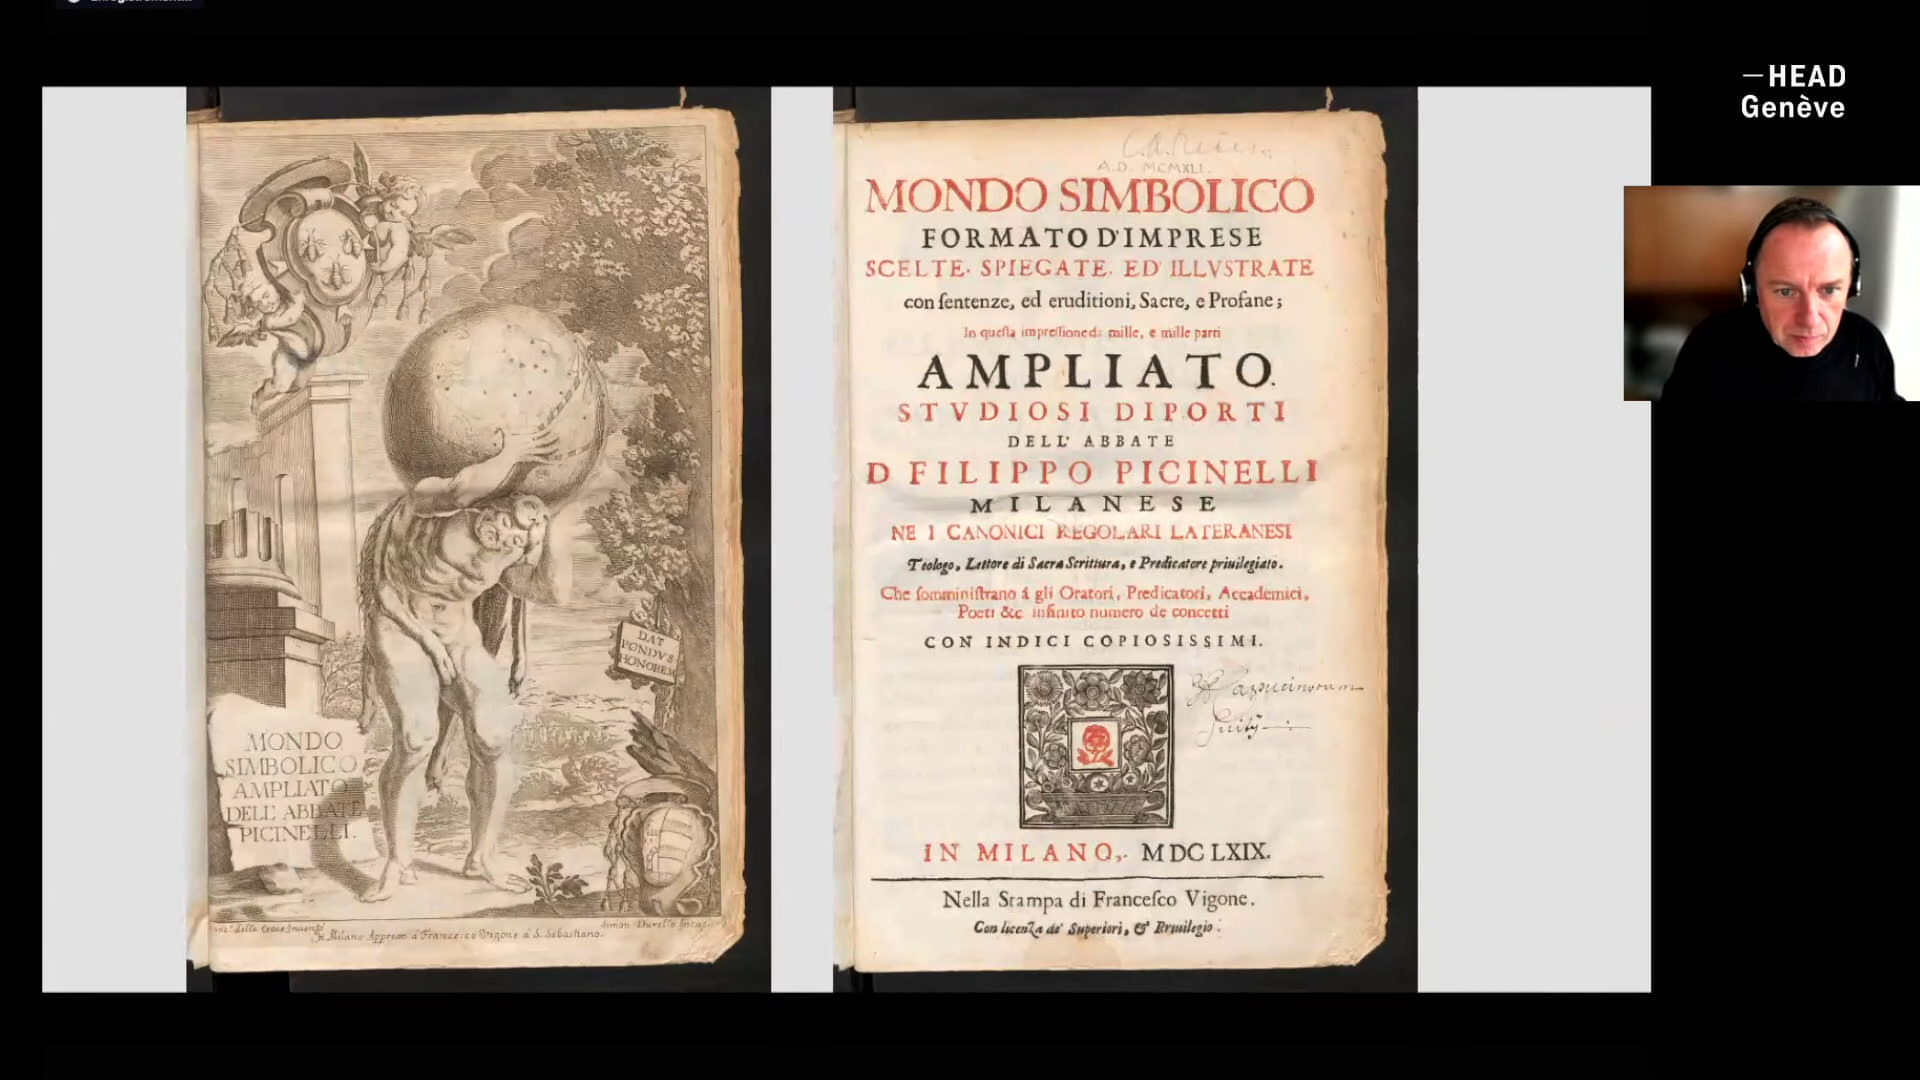 HEAD
Genève
DAT
PONDVS
HONOREM
MONDO
SIMBOLICO
AMPLIATO
DELL' ABBATE
PICINELLI.
In Milano Appresso á Francesco Vigone á S. Sebastiano.
A.D. MCMXLI.
MONDO SIMBOLICO
FORMATO D'IMPRESE
SCELTE. SPIEGATE. ED' ILLVSTRATE
con ſentenze, ed eruditioni, Sacre, e Profane;
In queſta impreſſione da mille, e mille parti
AMPLIATO.
STVDIOSI DIPORTI
DELL' ABBATE
D FILIPPO PICINELLI
MILANESE
NE I CANONICI REGOLARI LATERANESI
Teologo, Lettore di Sacra Scrittura, e Predicatore priuilegiato.
Che ſomminiſtrano á gli Oratori, Predicatori, Accademici,
Poeti &c infinito numero de concetti
CON INDICI COPIOSISSIMI.
IN MILANO, MDCLXIX.
Nella Stampa di Franceſco Vigone.
Con licenza de' Superiori, & Priuilegio.